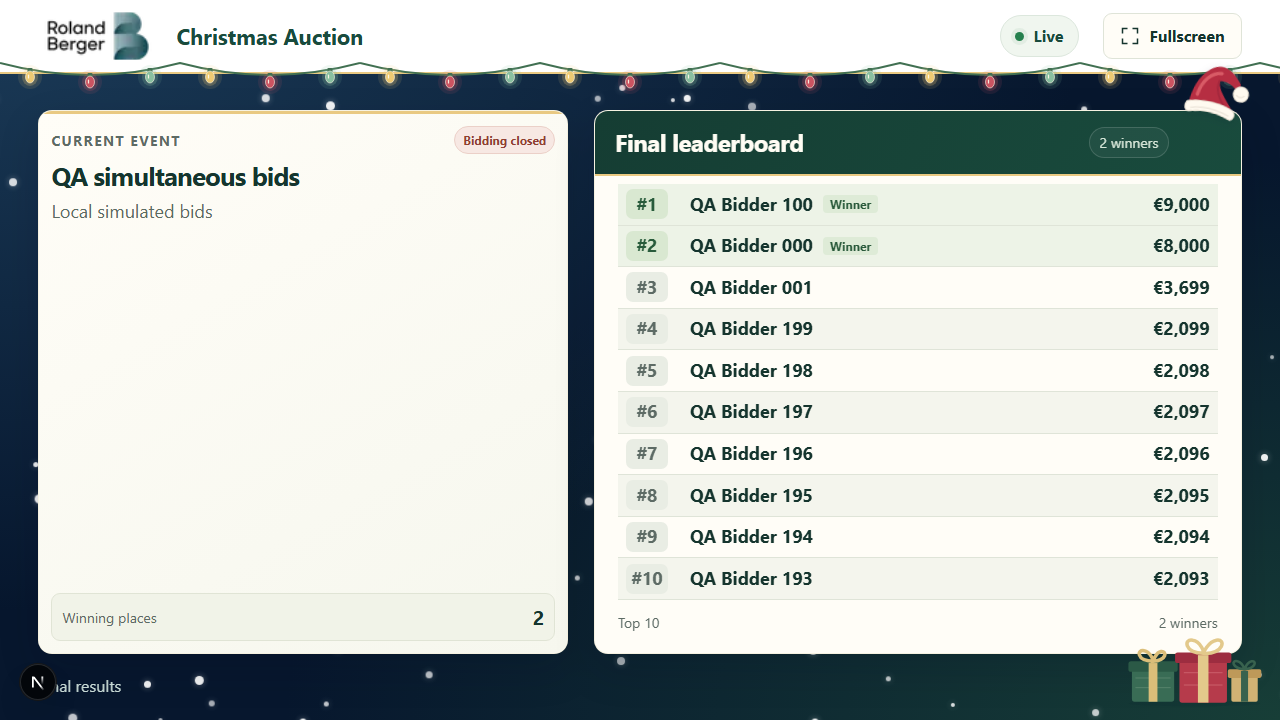 Roland
Berger
Christmas Auction
Live
Fullscreen
CURRENT EVENT
Bidding closed
QA simultaneous bids
Local simulated bids
Winning places
2
Final leaderboard
2 winners
#1 QA Bidder 100 Winner €9,000
#2 QA Bidder 000 Winner €8,000
#3 QA Bidder 001 €3,699
#4 QA Bidder 199 €2,099
#5 QA Bidder 198 €2,098
#6 QA Bidder 197 €2,097
#7 QA Bidder 196 €2,096
#8 QA Bidder 195 €2,095
#9 QA Bidder 194 €2,094
#10 QA Bidder 193 €2,093
Top 10
2 winners
N
results